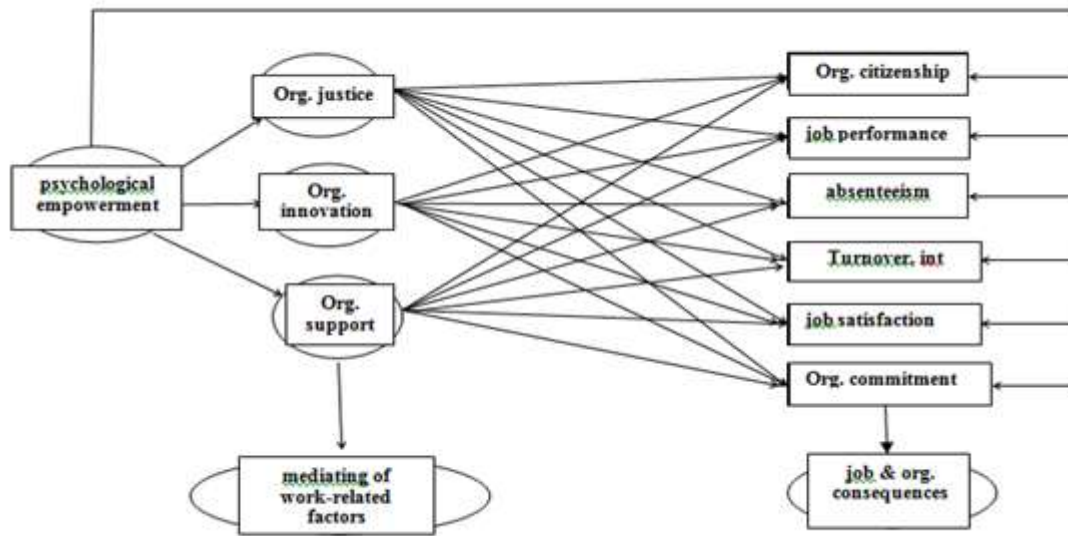 psychological
empowerment
Org. justice
Org.
innovation
Org.
support
mediating of
work-related
factors
Org. citizenship
job performance
absenteeism
Turnover, int
job satisfaction
Org. commitment
job & org.
consequences